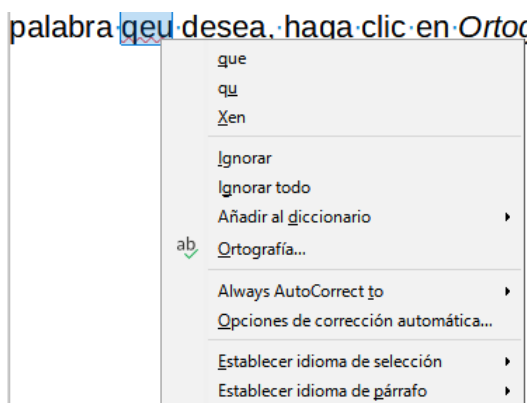 palabra qeu desea, haga clic en Ortog
que
qu
Xen
Ignorar
Ignorar todo
Añadir al diccionario
Ortografía...
Always AutoCorrect to
Opciones de corrección automática...
Establecer idioma de selección
Establecer idioma de párrafo